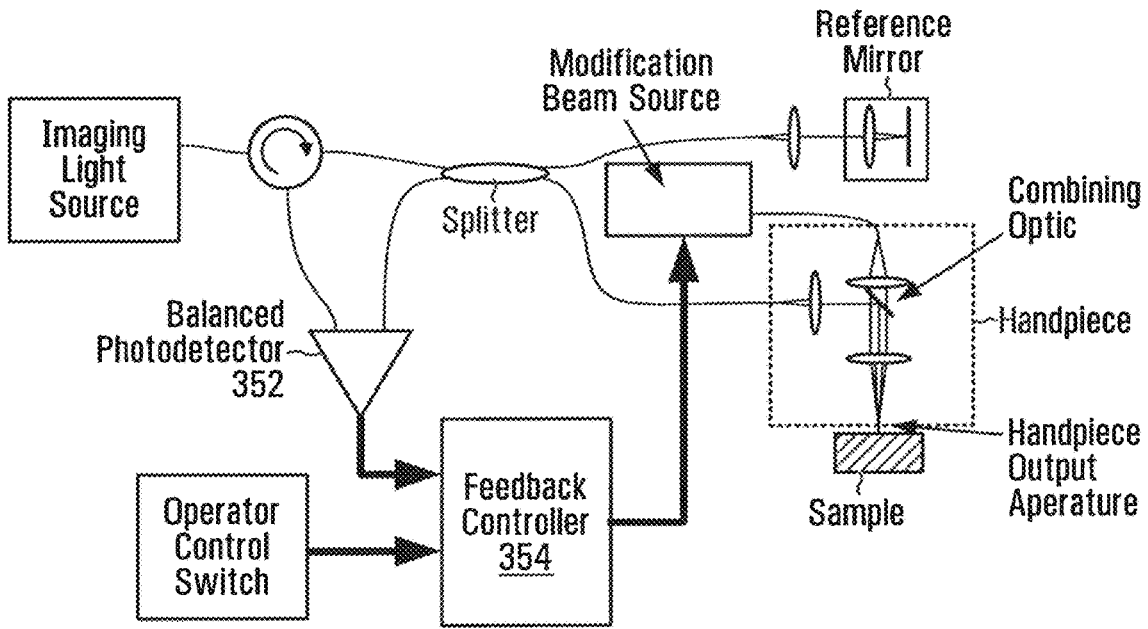 Reference
Mirror
Modification
Beam Source
Imaging
Light
Source
Splitter
Combining
Optic
Balanced
Photodetector
352
Handpiece
Handpiece
Output
Aperature
Sample
Feedback
Controller
354
Operator
Control
Switch